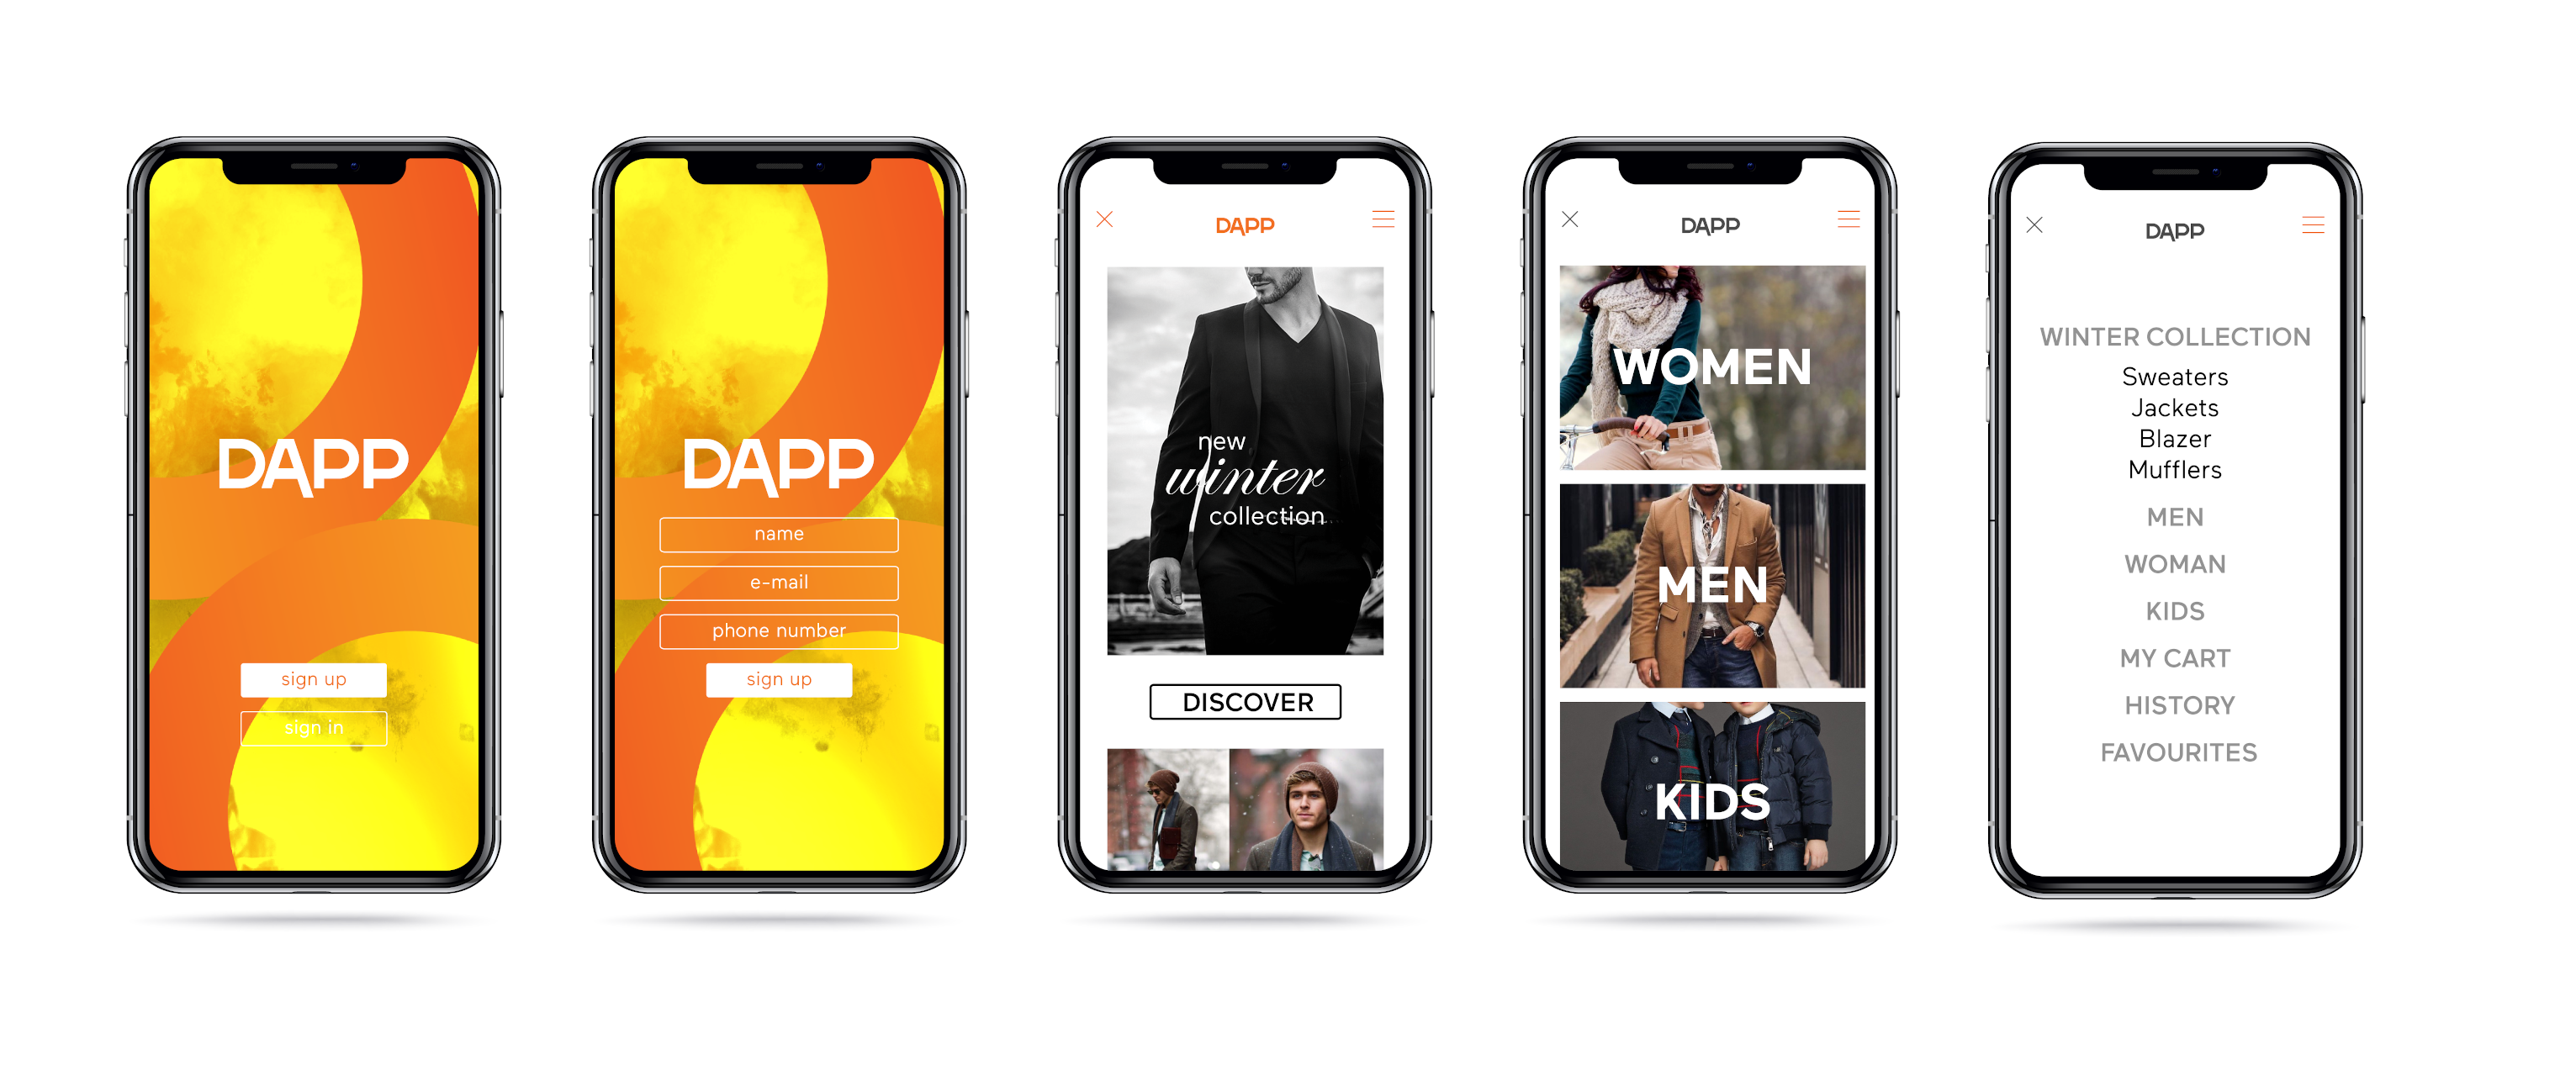 DAPP
sign up
sign in
DAPP
name
e-mail
phone number
sign up
DAPP
new
winter
collection
DISCOVER
DAPP
WOMEN
MEN
KIDS
DAPP
WINTER COLLECTION
Sweaters
Jackets
Blazer
Mufflers
MEN
WOMAN
KIDS
MY CART
HISTORY
FAVOURITES